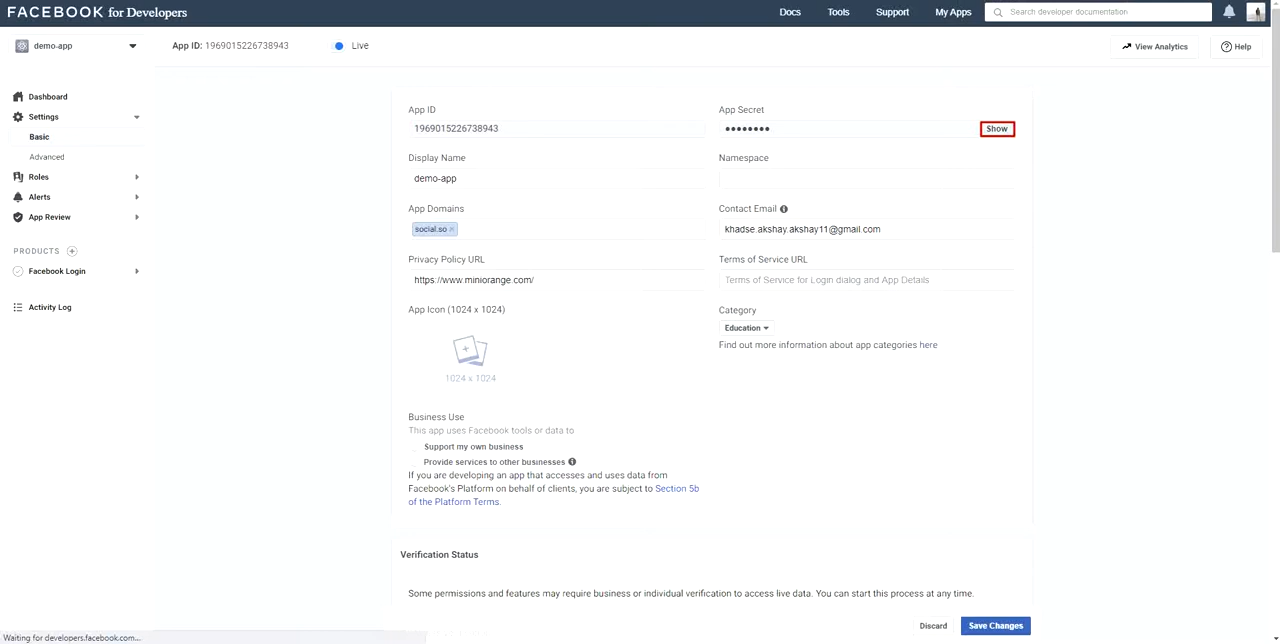 FACEBOOK for Developers
Docs Tools Support My Apps Search developer documentation
demo-app App ID: 1969015226738943 Live View Analytics Help
Dashboard
Settings
Basic
Advanced
Roles
Alerts
App Review
PRODUCTS
Facebook Login
Activity Log
App ID App Secret
1969015226738943 ●●●●●●●● Show
Display Name Namespace
demo-app
App Domains Contact Email
social.so × khadse.akshay.akshay11@gmail.com
Privacy Policy URL Terms of Service URL
https://www.miniorange.com/ Terms of Service for Login dialog and App Details
App Icon (1024 x 1024) Category
Education
Find out more information about app categories here
1024 x 1024
Business Use
This app uses Facebook tools or data to
Support my own business
Provide services to other businesses
If you are developing an app that accesses and uses data from
Facebook's Platform on behalf of clients, you are subject to Section 5b
of the Platform Terms.
Verification Status
Some permissions and features may require business or individual verification to access live data. You can start this process at any time.
Discard Save Changes
Waiting for developers.facebook.com...